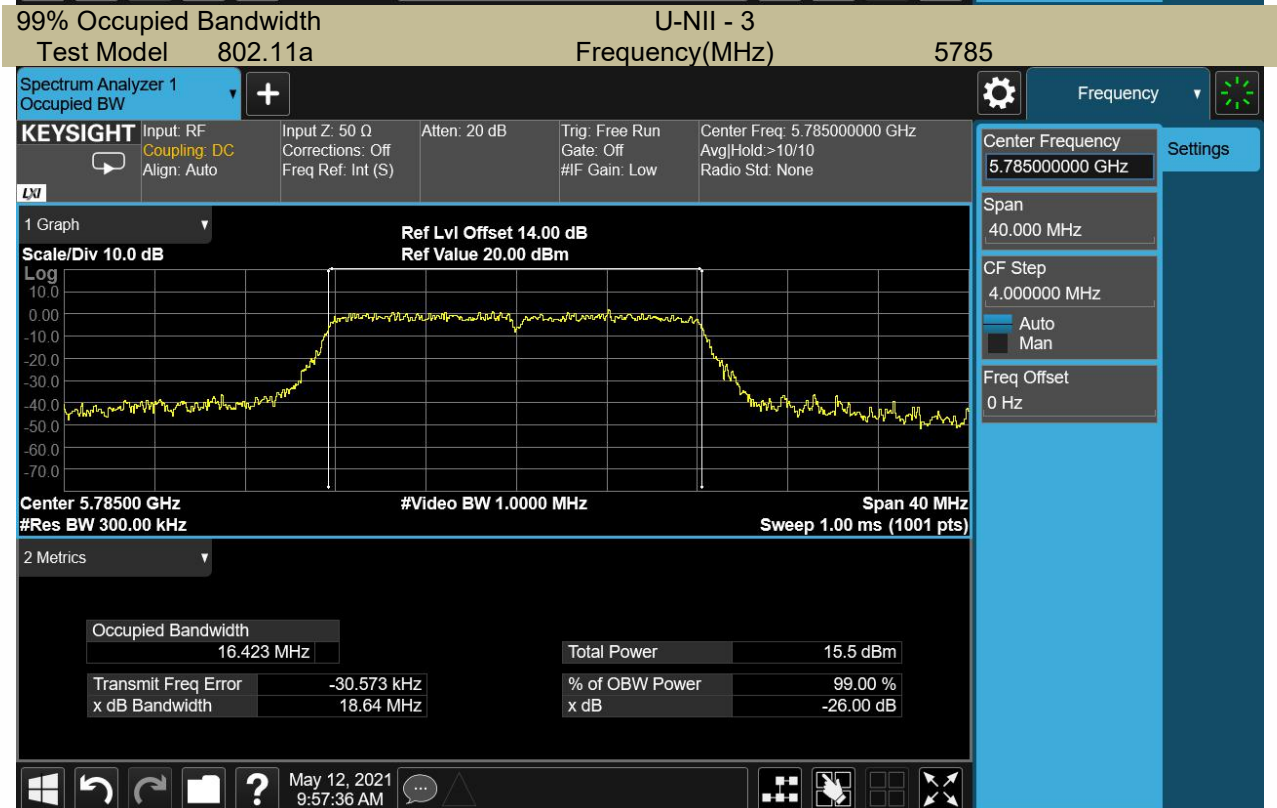 99% Occupied Bandwidth U-NII - 3
Test Model 802.11a Frequency(MHz) 5785
Spectrum Analyzer 1
Occupied BW
+
Frequency
KEYSIGHT Input: RF Input Z: 50 Ω Atten: 20 dB Trig: Free Run Center Freq: 5.785000000 GHz
Coupling: DC Corrections: Off Gate: Off Avg|Hold:>10/10
Align: Auto Freq Ref: Int (S) #IF Gain: Low Radio Std: None
LXI
Center Frequency
5.785000000 GHz
Settings
Span
40.000 MHz
CF Step
4.000000 MHz
Auto
Man
Freq Offset
0 Hz
1 Graph
Ref Lvl Offset 14.00 dB
Scale/Div 10.0 dB Ref Value 20.00 dBm
Log
10.0
0.00
-10.0
-20.0
-30.0
-40.0
-50.0
-60.0
-70.0
Center 5.78500 GHz #Video BW 1.0000 MHz Span 40 MHz
#Res BW 300.00 kHz Sweep 1.00 ms (1001 pts)
2 Metrics
Occupied Bandwidth
16.423 MHz Total Power 15.5 dBm
Transmit Freq Error -30.573 kHz % of OBW Power 99.00 %
x dB Bandwidth 18.64 MHz x dB -26.00 dB
? May 12, 2021
9:57:36 AM